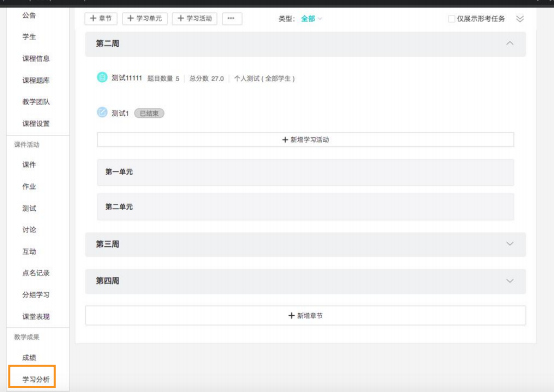 公告
学生
课程信息
课程题库
教学团队
课程设置
课件活动
课件
作业
测试
讨论
互动
点名记录
分组学习
课堂表现
教学成果
成绩
学习分析
+ 章节 + 学习单元 + 学习活动 ··· 类型: 全部 仅展示形考任务
第二周
测试11111 题目数量 5 | 总分数 27.0 | 个人测试 ( 全部学生 )
测试1 已结束
+ 新增学习活动
第一单元
第二单元
第三周
第四周
+ 新增章节